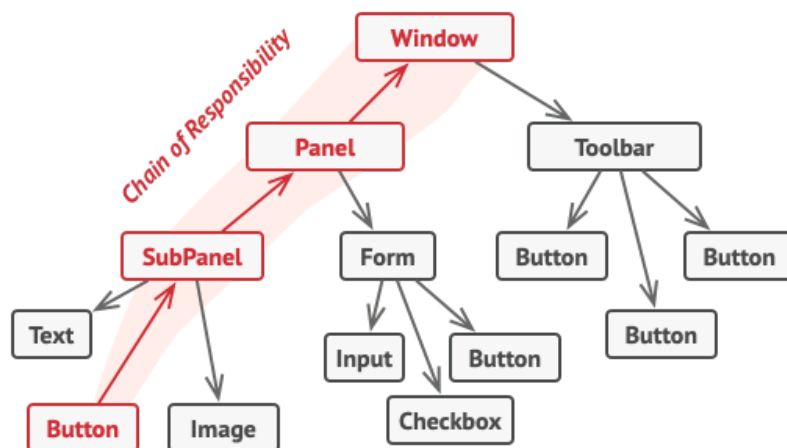 Window
Chain of Responsibility
Panel
Toolbar
SubPanel
Form
Button
Button
Text
Input
Button
Button
Button
Image
Checkbox